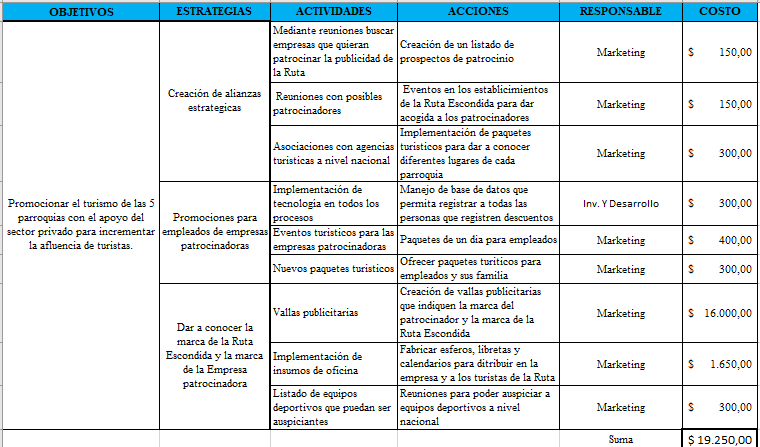 OBJETIVOS ESTRATEGIAS ACTIVIDADES ACCIONES RESPONSABLE COSTO
Promocionar el turismo de las 5
parroquias con el apoyo del
sector privado para incrementar
la afluencia de turistas.
Creación de alianzas
estrategicas
Mediante reuniones buscar
empresas que quieran
patrocinar la publicidad de
la Ruta
Creación de un listado de
prospectos de patrocinio
Marketing
$ 150,00
Reuniones con posibles
patrocinadores
Eventos en los establicimientos
de la Ruta Escondida para dar
acogida a los patrocinadores
Marketing
$ 150,00
Asociaciones con agencias
turisticas a nivel nacional
Implementación de paquetes
turisticos para dar a conocer
diferentes lugares de cada
parroquia
Marketing
$ 300,00
Promociones para
empleados de empresas
patrocinadoras
Implementación de
tecnologia en todos los
procesos
Manejo de base de datos que
permita registrar a todas las
personas que registren descuentos
Inv. Y Desarrollo
$ 300,00
Eventos turisticos para las
empresas patrocinadoras
Paquetes de un dia para empleados
Marketing
$ 400,00
Nuevos paquetes turisticos
Ofrecer paquetes turiticos para
empleados y sus familia
Marketing
$ 300,00
Dar a conocer la
marca de la Ruta
Escondida y la marca
de la Empresa
patrocinadora
Vallas publicitarias
Creación de vallas publicitarias
que indiquen la marca del
patrocinador y la marca de la
Ruta Escondida
Marketing
$ 16.000,00
Implementación de
insumos de oficina
Fabricar esferos, libretas y
calendarios para ditribuir en la
empresa y a los turistas de la Ruta
Marketing
$ 1.650,00
Listado de equipos
deportivos que puedan ser
auspiciantes
Reuniones para poder auspiciar a
equipos deportivos a nivel
nacional
Marketing
$ 300,00
Suma $ 19.250,00